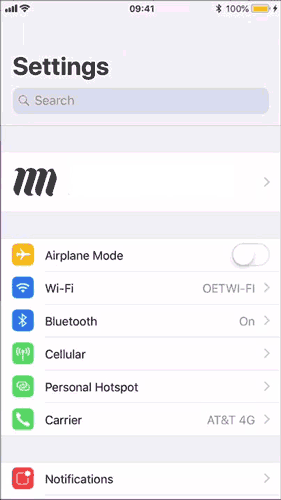 09:41 100%
Settings
Search
Airplane Mode
Wi-Fi OETWI-FI
Bluetooth On
Cellular
Personal Hotspot
Carrier AT&T 4G
Notifications